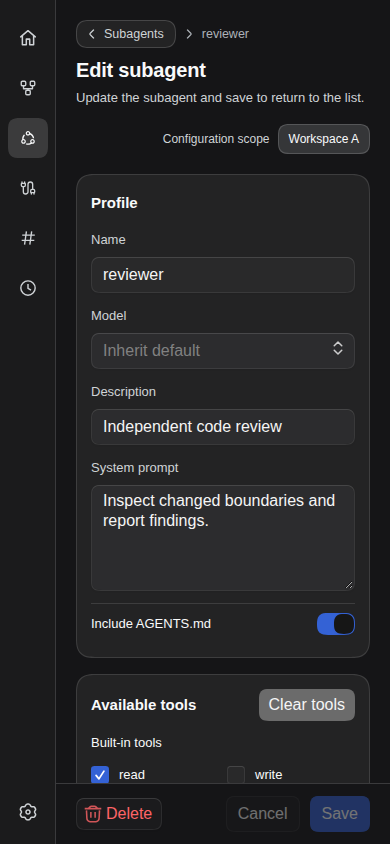 Subagents
reviewer
Edit subagent
Update the subagent and save to return to the list.
Configuration scope
Workspace A
Profile
Name
reviewer
Model
Inherit default
Description
Independent code review
System prompt
Inspect changed boundaries and
report findings.
Include AGENTS.md
Available tools
Clear tools
Built-in tools
read
write
Delete
Cancel
Save